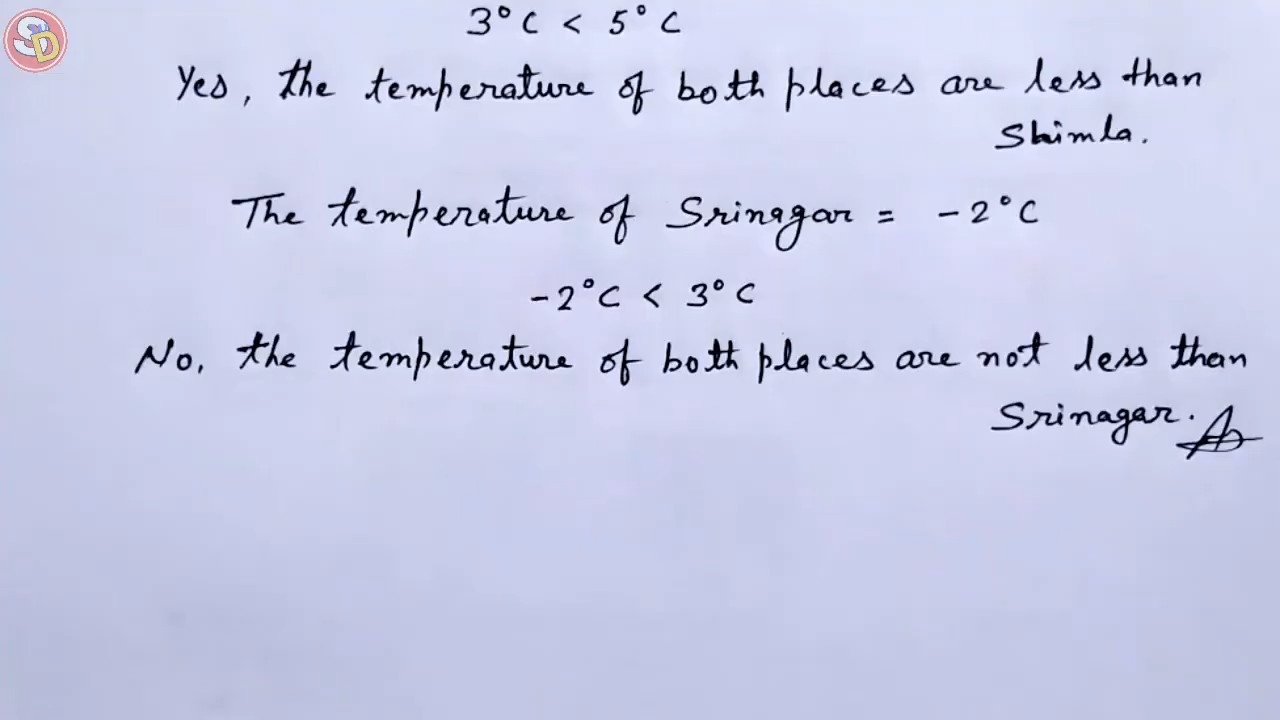 3°C < 5°C
Yes, the temperature of both places are less than
Shimla.
The temperature of Srinagar = -2°C
-2°C < 3°C
No, the temperature of both places are not less than
Srinagar.